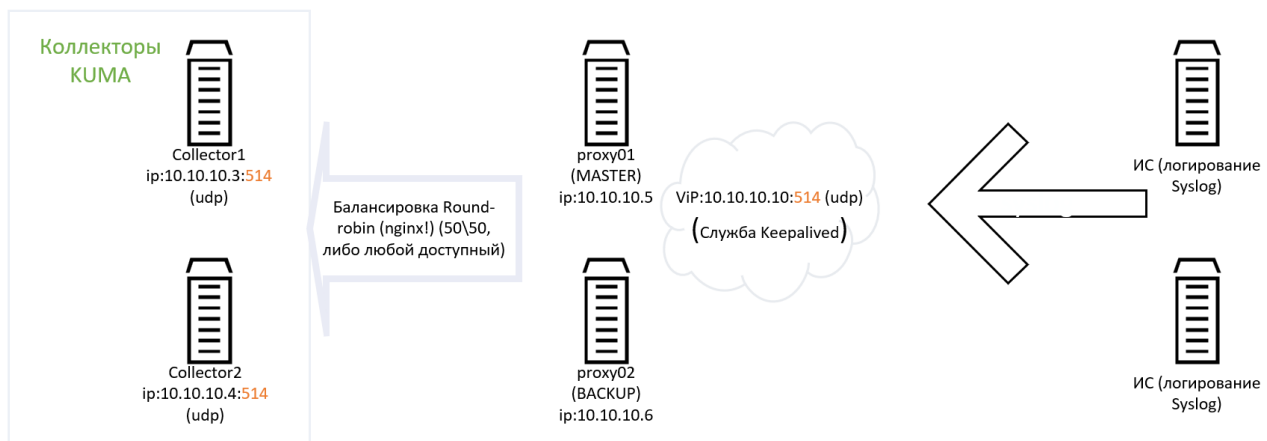 Коллекторы
KUMA
Collector1
ip:10.10.10.3:514
(udp)
Collector2
ip:10.10.10.4:514
(udp)
Балансировка Round-
robin (nginx!) (50\50,
либо любой доступный)
proxy01
(MASTER)
ip:10.10.10.5
proxy02
(BACKUP)
ip:10.10.10.6
ViP:10.10.10.10:514 (udp)
(Служба Keepalived)
ИС (логирование
Syslog)
ИС (логирование
Syslog)